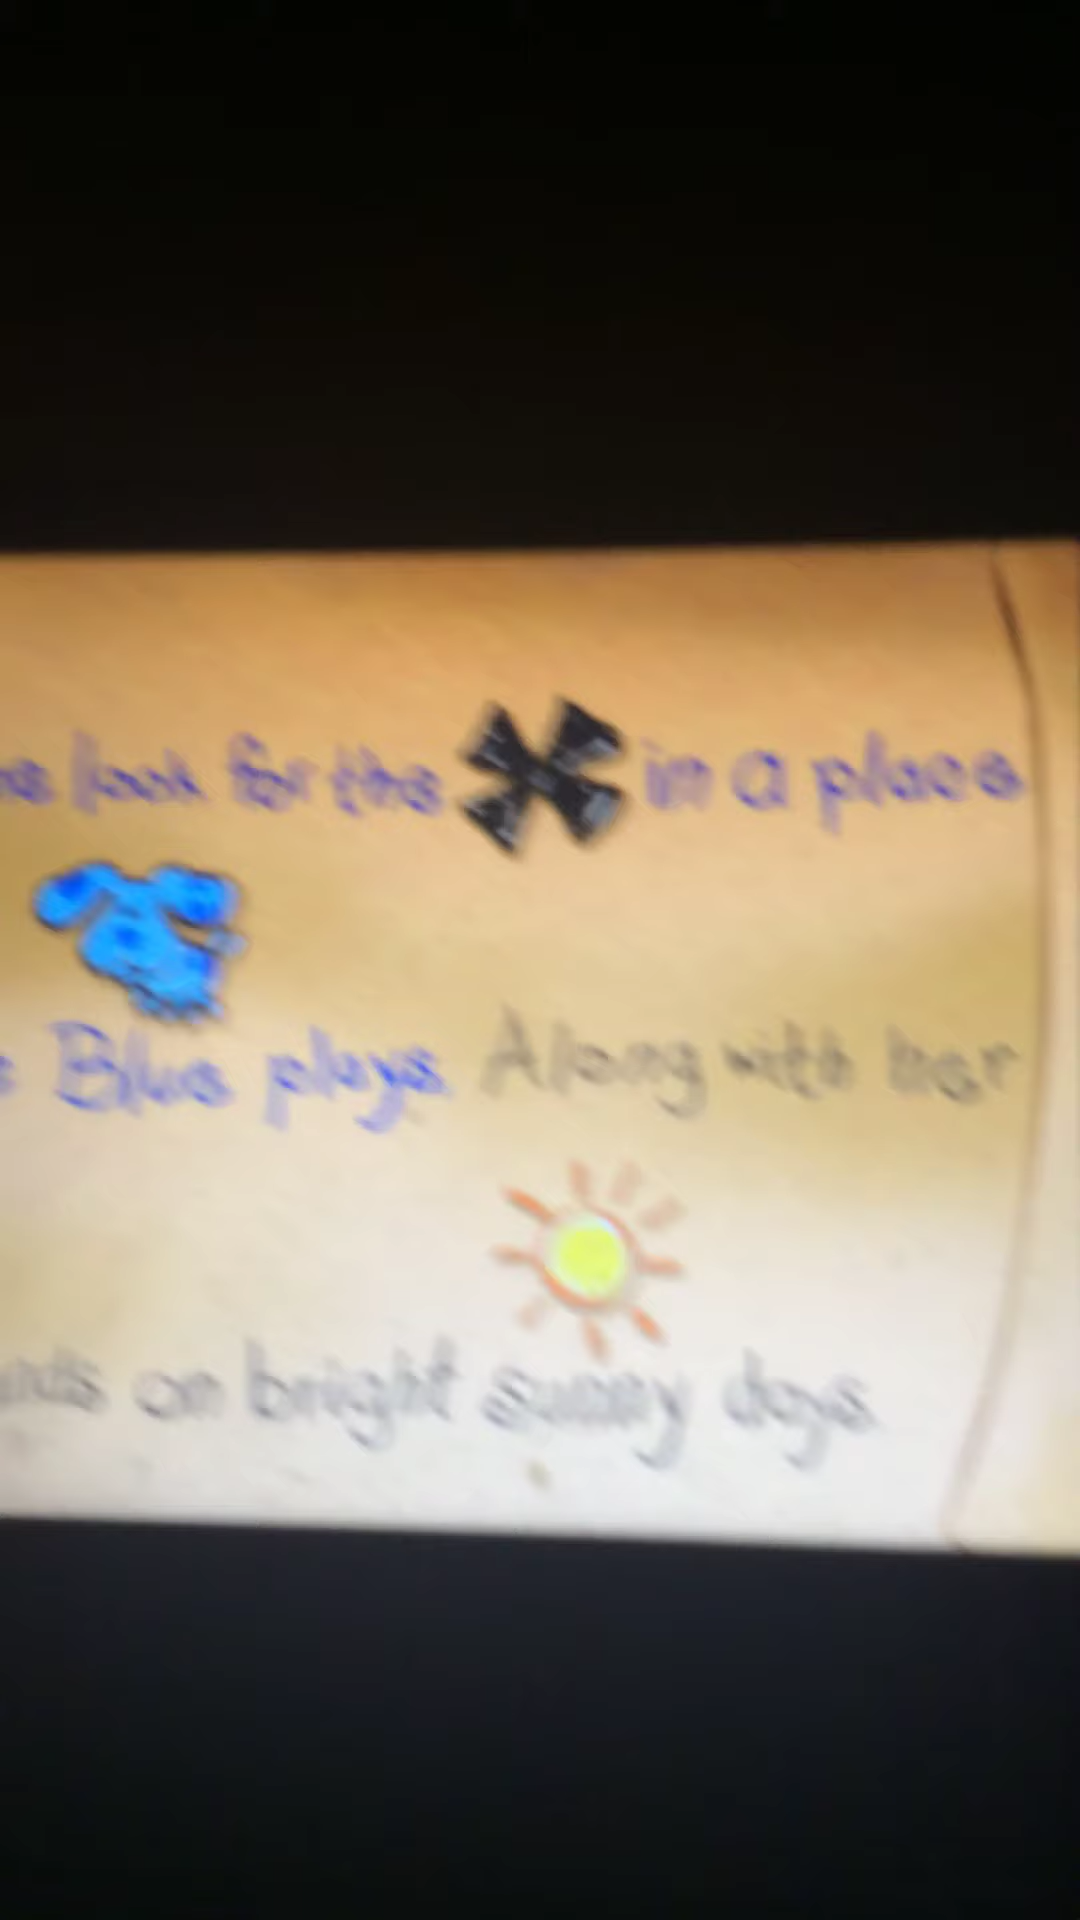 look for the in a place
Blue plays Along with her
on bright sunny days